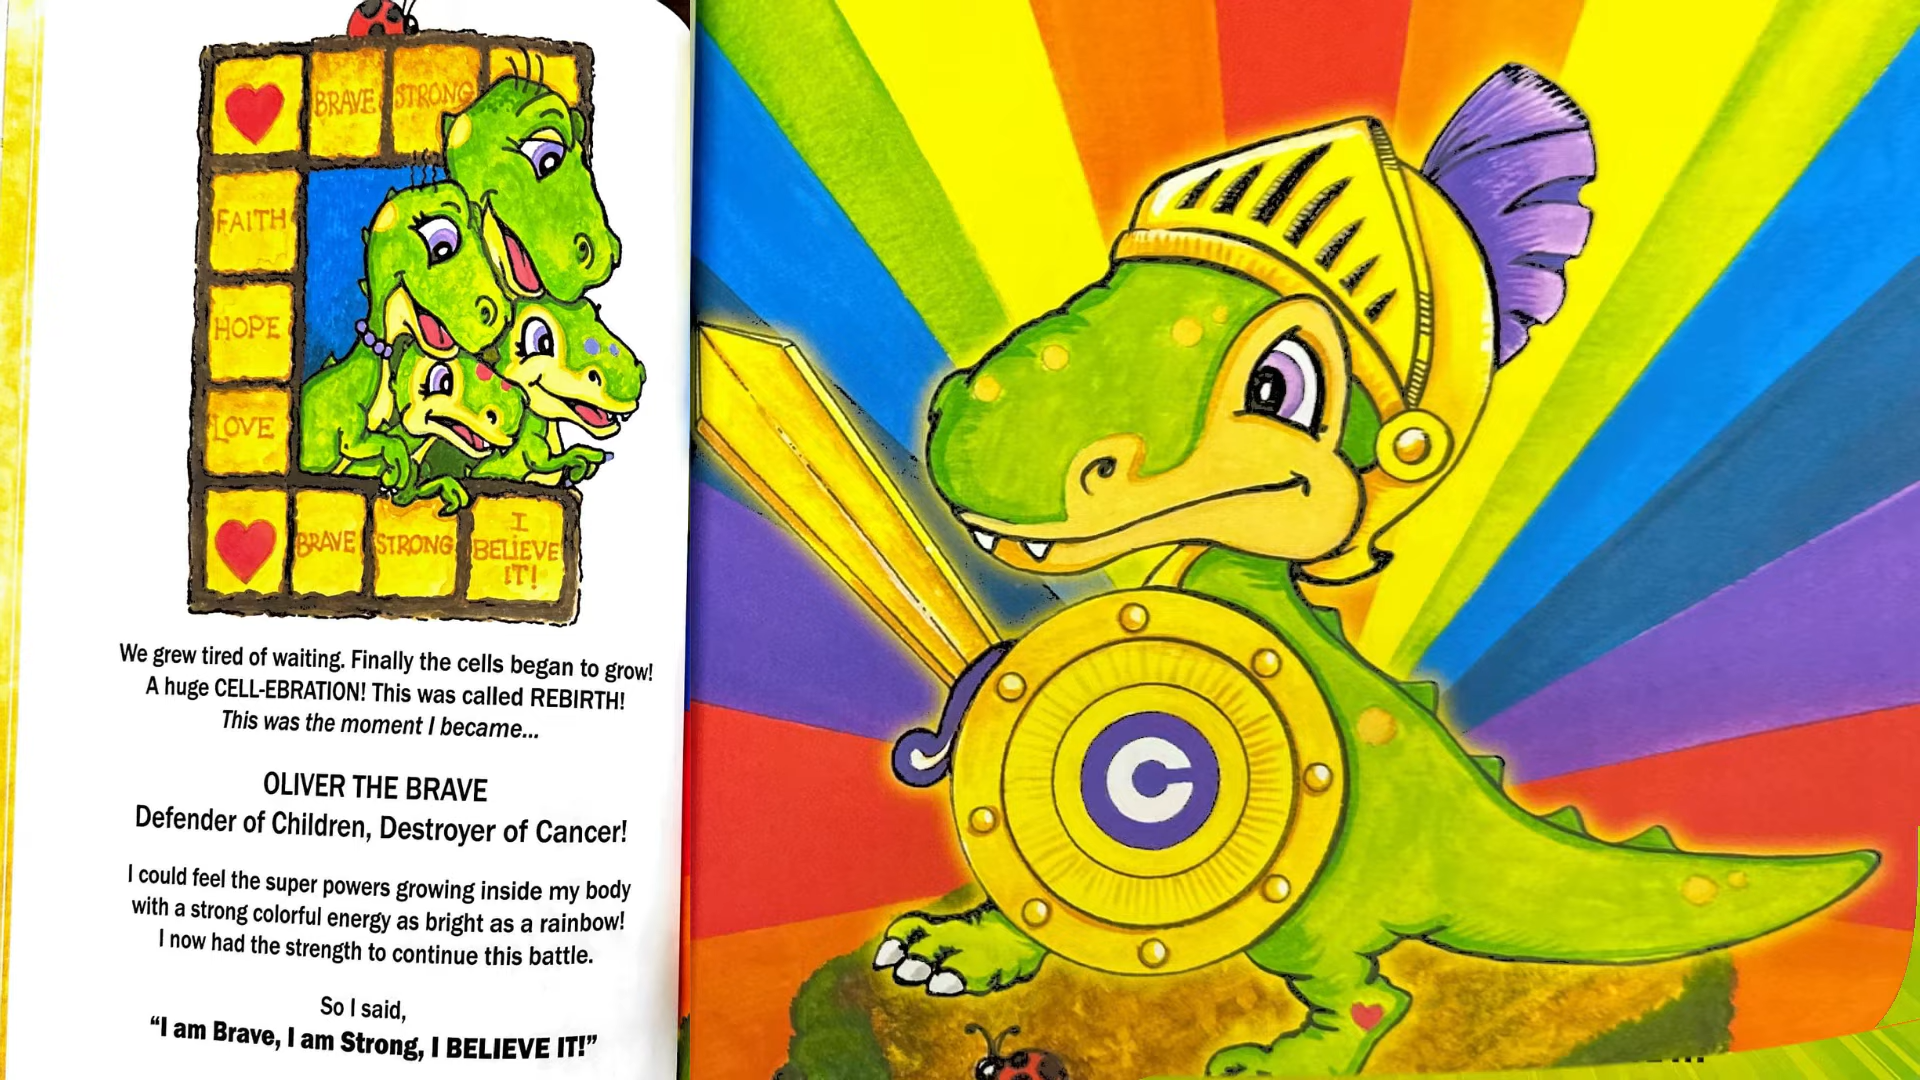 BRAVE STRONG
FAITH
HOPE
LOVE
BRAVE STRONG I BELIEVE IT!
We grew tired of waiting. Finally the cells began to grow!
A huge CELL-EBRATION! This was called REBIRTH!
This was the moment I became...
OLIVER THE BRAVE
Defender of Children, Destroyer of Cancer!
I could feel the super powers growing inside my body
with a strong colorful energy as bright as a rainbow!
I now had the strength to continue this battle.
So I said,
“I am Brave, I am Strong, I BELIEVE IT!”
C